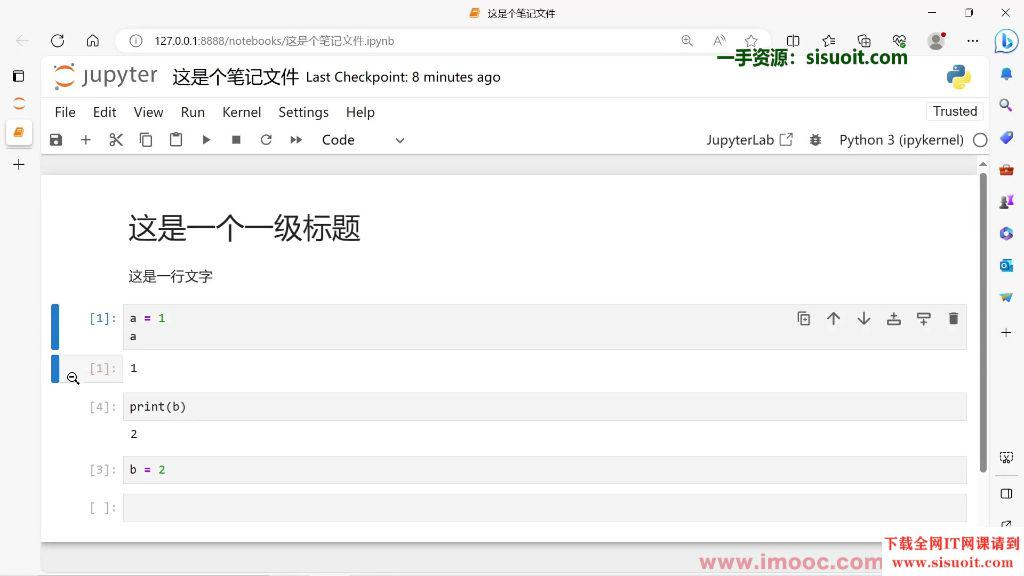 这是个笔记文件
127.0.0.1:8888/notebooks/这是个笔记文件.ipynb
一手资源：sisuoit.com
jupyter 这是个笔记文件 Last Checkpoint: 8 minutes ago
File Edit View Run Kernel Settings Help
Trusted
Code
JupyterLab
Python 3 (ipykernel)
这是一个一级标题
这是一行文字
[1]: a = 1
a
[1]: 1
[4]: print(b)
2
[3]: b = 2
[ ]:
下载全网IT网课请到
www.imooc.com
www.sisuoit.com